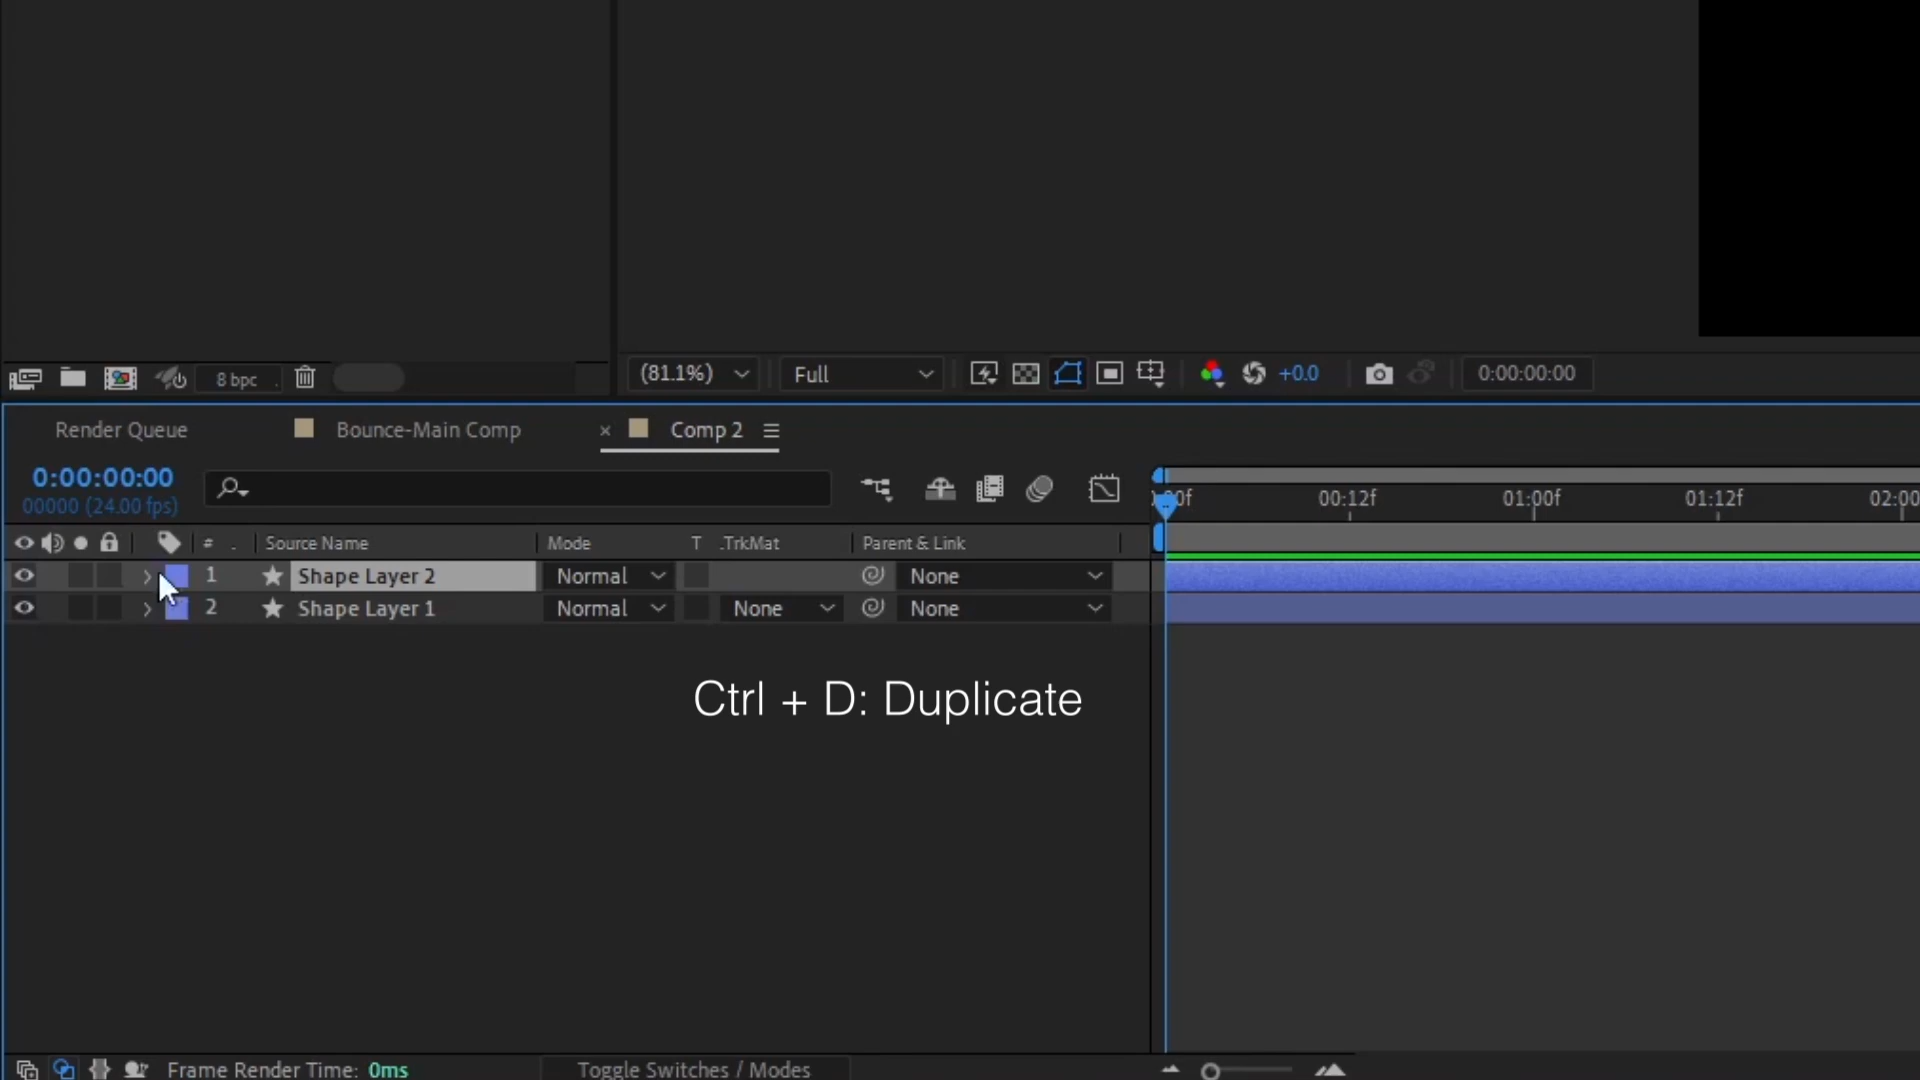 8 bpc
(81.1%)
Full
+0.0
0:00:00:00
Render Queue
Bounce-Main Comp
× Comp 2
0:00:00:00
00000 (24.00 fps)
00:12f
01:00f
01:12f
02:00
# . Source Name Mode T .TrkMat Parent & Link
1 Shape Layer 2 Normal None
2 Shape Layer 1 Normal None None
Ctrl + D: Duplicate
Frame Render Time: 0ms
Toggle Switches / Modes